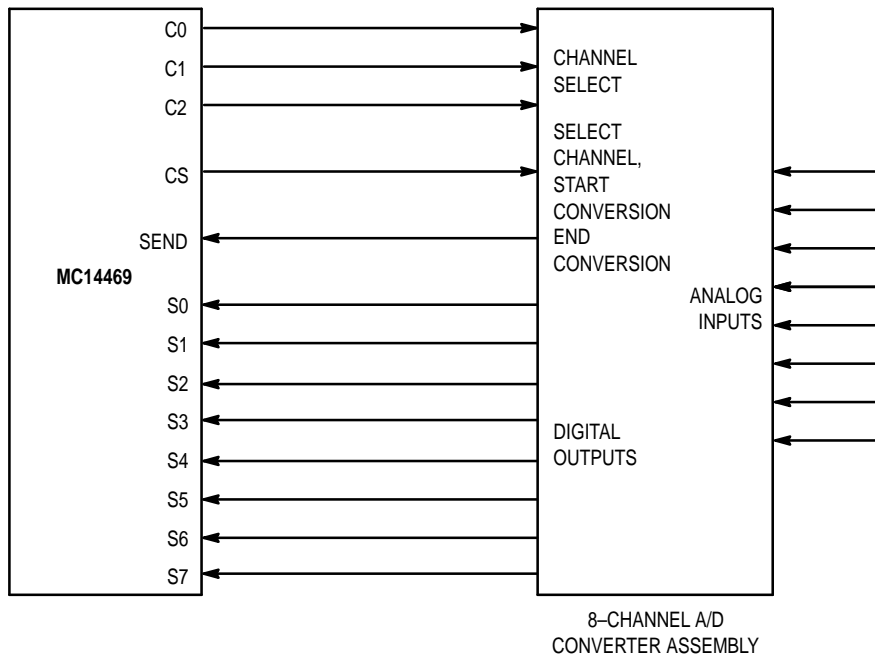 C0
C1
C2
CS
SEND
MC14469
S0
S1
S2
S3
S4
S5
S6
S7
CHANNEL
SELECT
SELECT
CHANNEL,
START
CONVERSION
END
CONVERSION
ANALOG
INPUTS
DIGITAL
OUTPUTS
8–CHANNEL A/D
CONVERTER ASSEMBLY